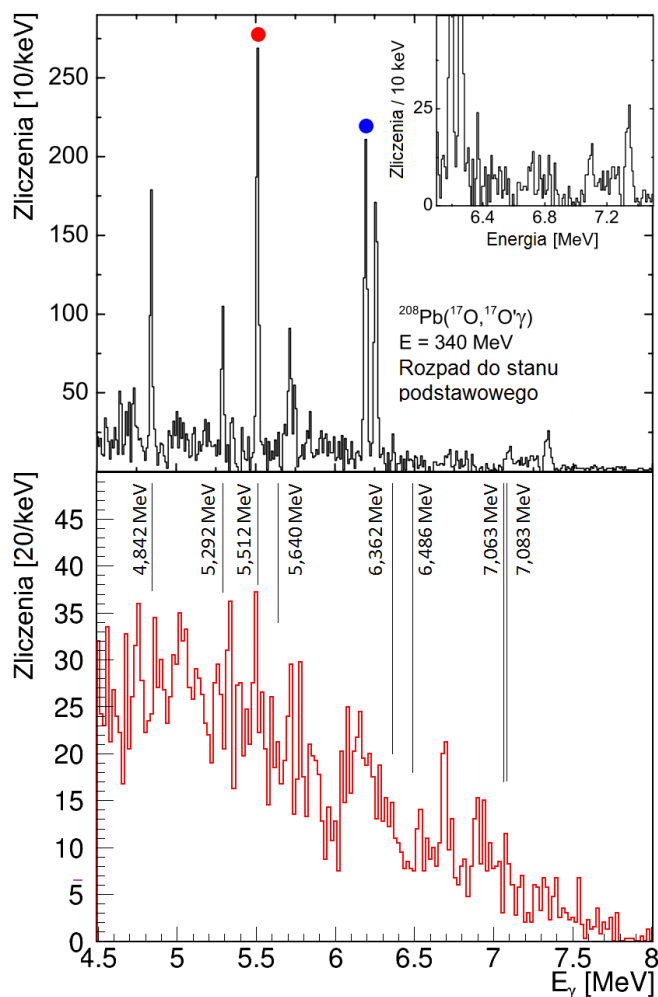 Zliczenia [10/keV]
250
200
150
100
50
Zliczenia / 10 keV
25
0
6.4
6.8
7.2
Energia [MeV]
²⁰⁸Pb(¹⁷O,¹⁷O'γ)
E = 340 MeV
Rozpad do stanu
podstawowego
Zliczenia [20/keV]
45
40
35
30
25
20
15
10
5
0
4,842 MeV
5,292 MeV
5,512 MeV
5,640 MeV
6,362 MeV
6,486 MeV
7,063 MeV
7,083 MeV
4.5
5
5.5
6
6.5
7
7.5
8
Eγ [MeV]